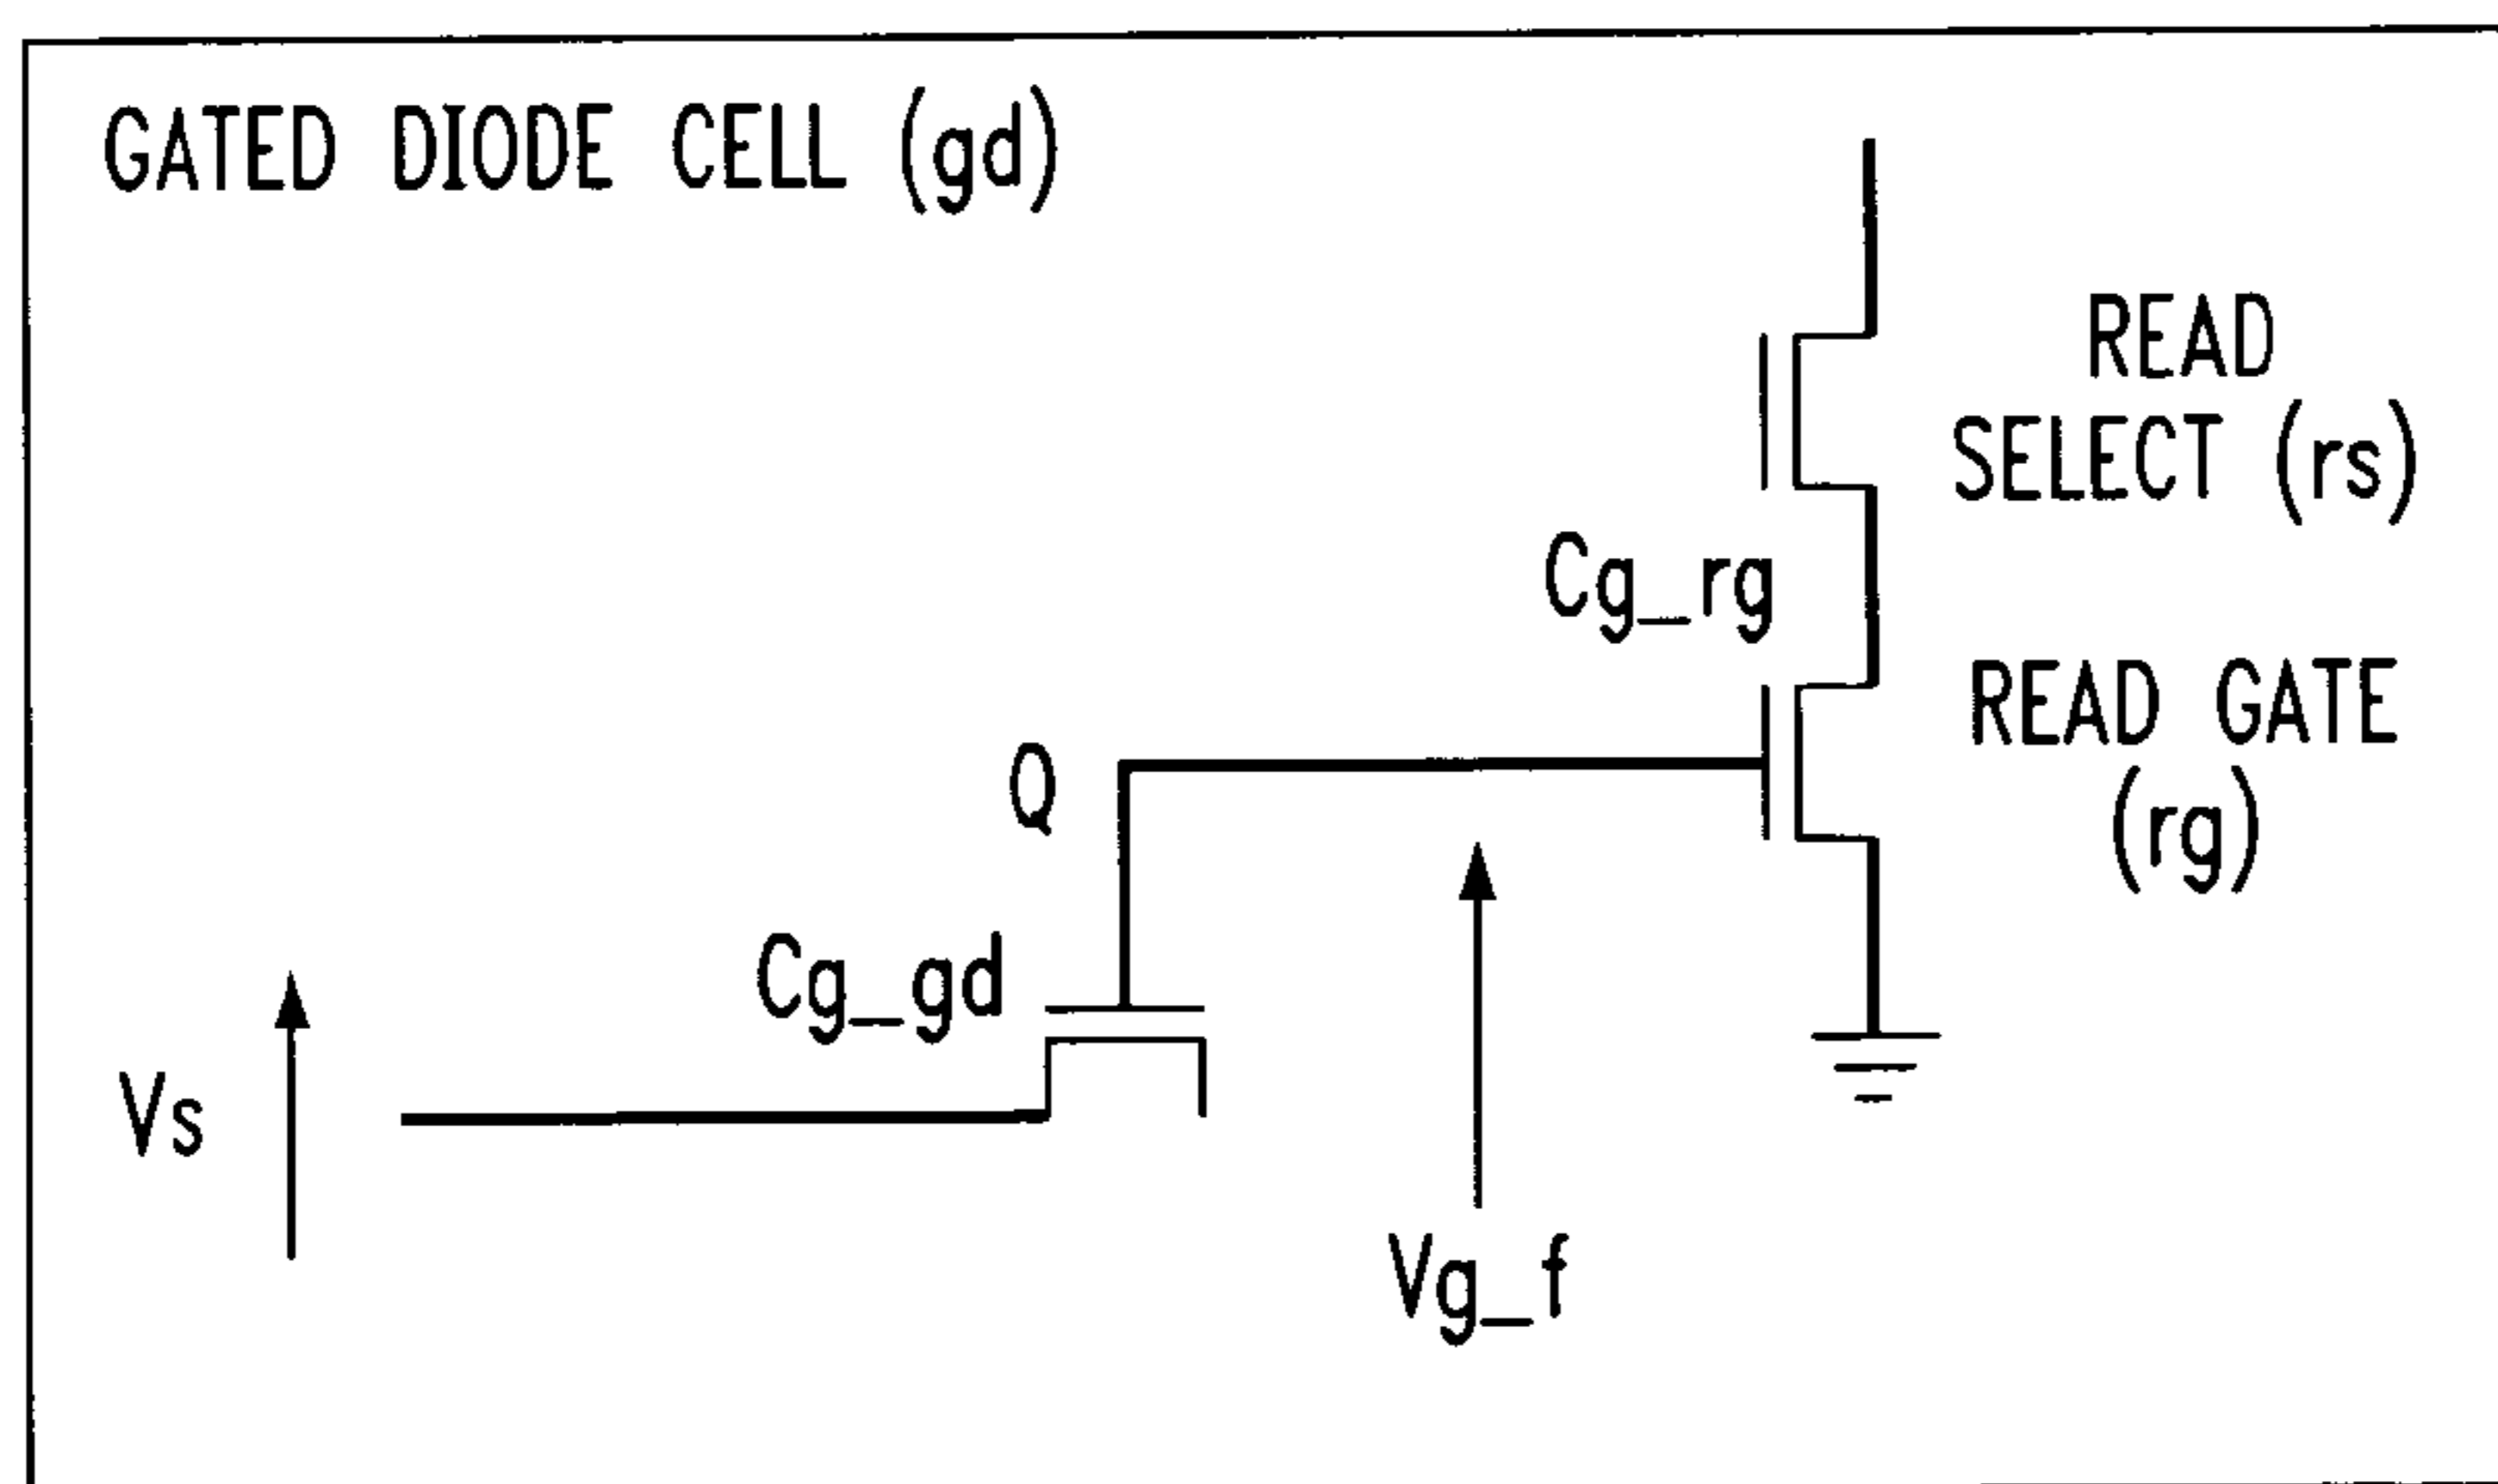 GATED DIODE CELL (gd)
READ
SELECT (rs)
Cg_rg
READ GATE
(rg)
Q
Cg_gd
Vs
Vg_f